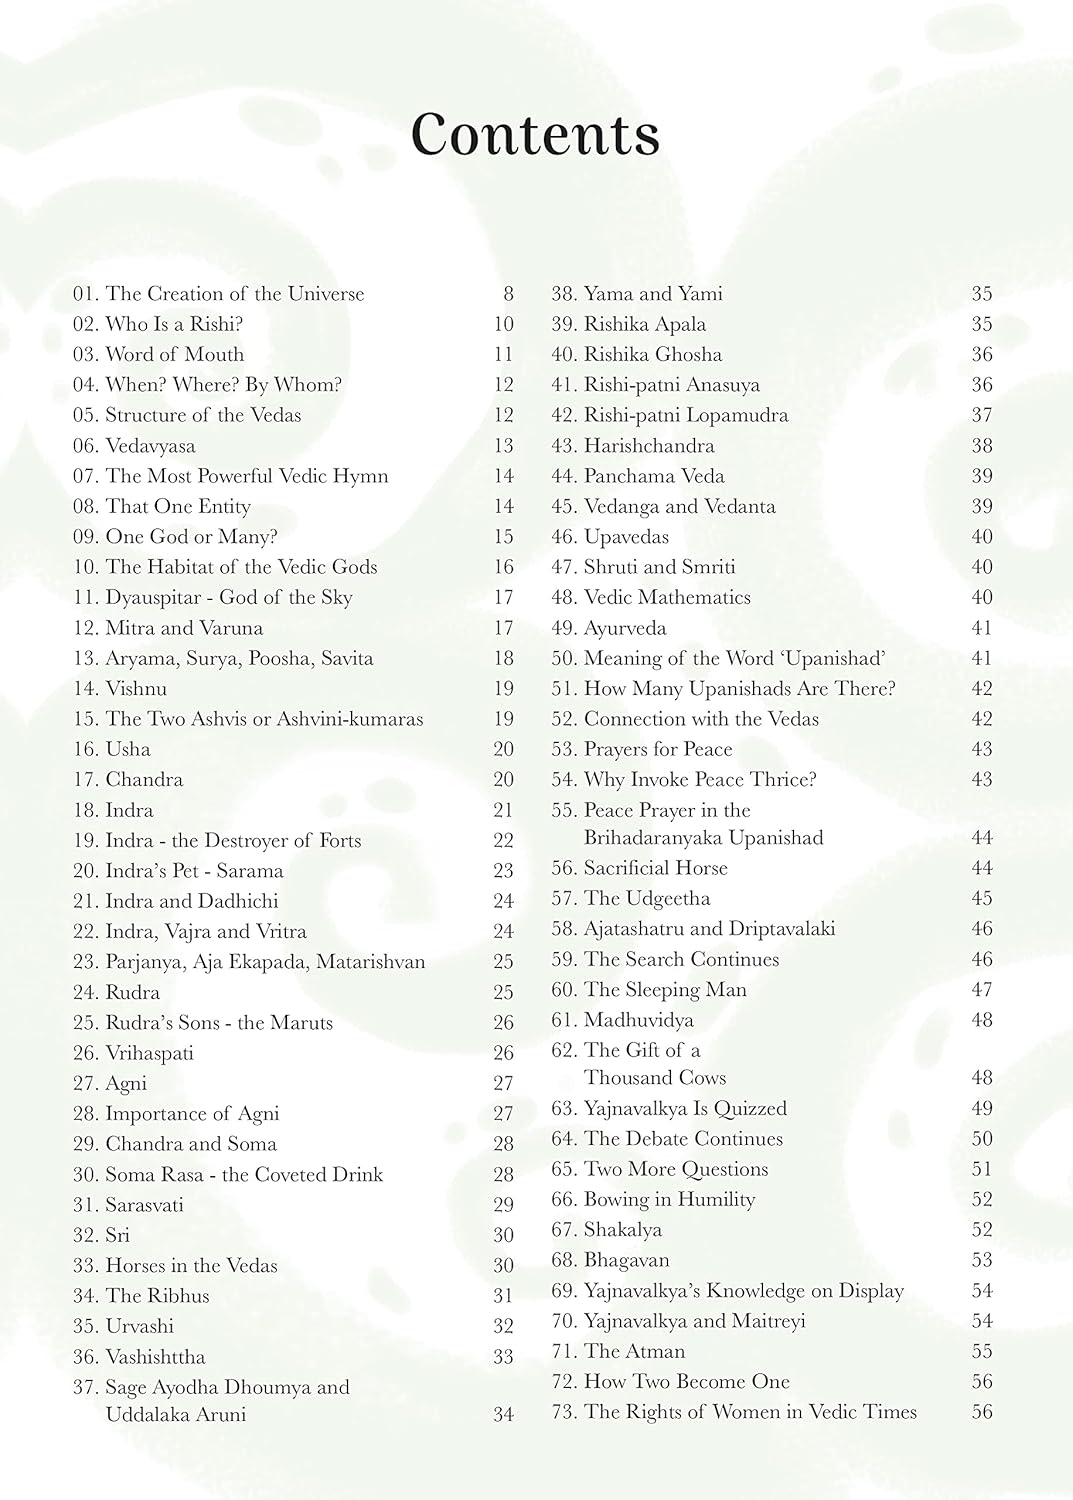 Contents
01. The Creation of the Universe 8
02. Who Is a Rishi? 10
03. Word of Mouth 11
04. When? Where? By Whom? 12
05. Structure of the Vedas 12
06. Vedavyasa 13
07. The Most Powerful Vedic Hymn 14
08. That One Entity 14
09. One God or Many? 15
10. The Habitat of the Vedic Gods 16
11. Dyauspitar - God of the Sky 17
12. Mitra and Varuna 17
13. Aryama, Surya, Poosha, Savita 18
14. Vishnu 19
15. The Two Ashvis or Ashvini-kumaras 19
16. Usha 20
17. Chandra 20
18. Indra 21
19. Indra - the Destroyer of Forts 22
20. Indra's Pet - Sarama 23
21. Indra and Dadhichi 24
22. Indra, Vajra and Vritra 24
23. Parjanya, Aja Ekapada, Matarishvan 25
24. Rudra 25
25. Rudra's Sons - the Maruts 26
26. Vrihaspati 26
27. Agni 27
28. Importance of Agni 27
29. Chandra and Soma 28
30. Soma Rasa - the Coveted Drink 28
31. Sarasvati 29
32. Sri 30
33. Horses in the Vedas 30
34. The Ribhus 31
35. Urvashi 32
36. Vashishttha 33
37. Sage Ayodha Dhoumya and
Uddalaka Aruni 34
38. Yama and Yami 35
39. Rishika Apala 35
40. Rishika Ghosha 36
41. Rishi-patni Anasuya 36
42. Rishi-patni Lopamudra 37
43. Harishchandra 38
44. Panchama Veda 39
45. Vedanga and Vedanta 39
46. Upavedas 40
47. Shruti and Smriti 40
48. Vedic Mathematics 40
49. Ayurveda 41
50. Meaning of the Word ‘Upanishad’ 41
51. How Many Upanishads Are There? 42
52. Connection with the Vedas 42
53. Prayers for Peace 43
54. Why Invoke Peace Thrice? 43
55. Peace Prayer in the
Brihadaranyaka Upanishad 44
56. Sacrificial Horse 44
57. The Udgeetha 45
58. Ajatashatru and Driptavalaki 46
59. The Search Continues 46
60. The Sleeping Man 47
61. Madhuvidya 48
62. The Gift of a
Thousand Cows 48
63. Yajnavalkya Is Quizzed 49
64. The Debate Continues 50
65. Two More Questions 51
66. Bowing in Humility 52
67. Shakalya 52
68. Bhagavan 53
69. Yajnavalkya's Knowledge on Display 54
70. Yajnavalkya and Maitreyi 54
71. The Atman 55
72. How Two Become One 56
73. The Rights of Women in Vedic Times 56